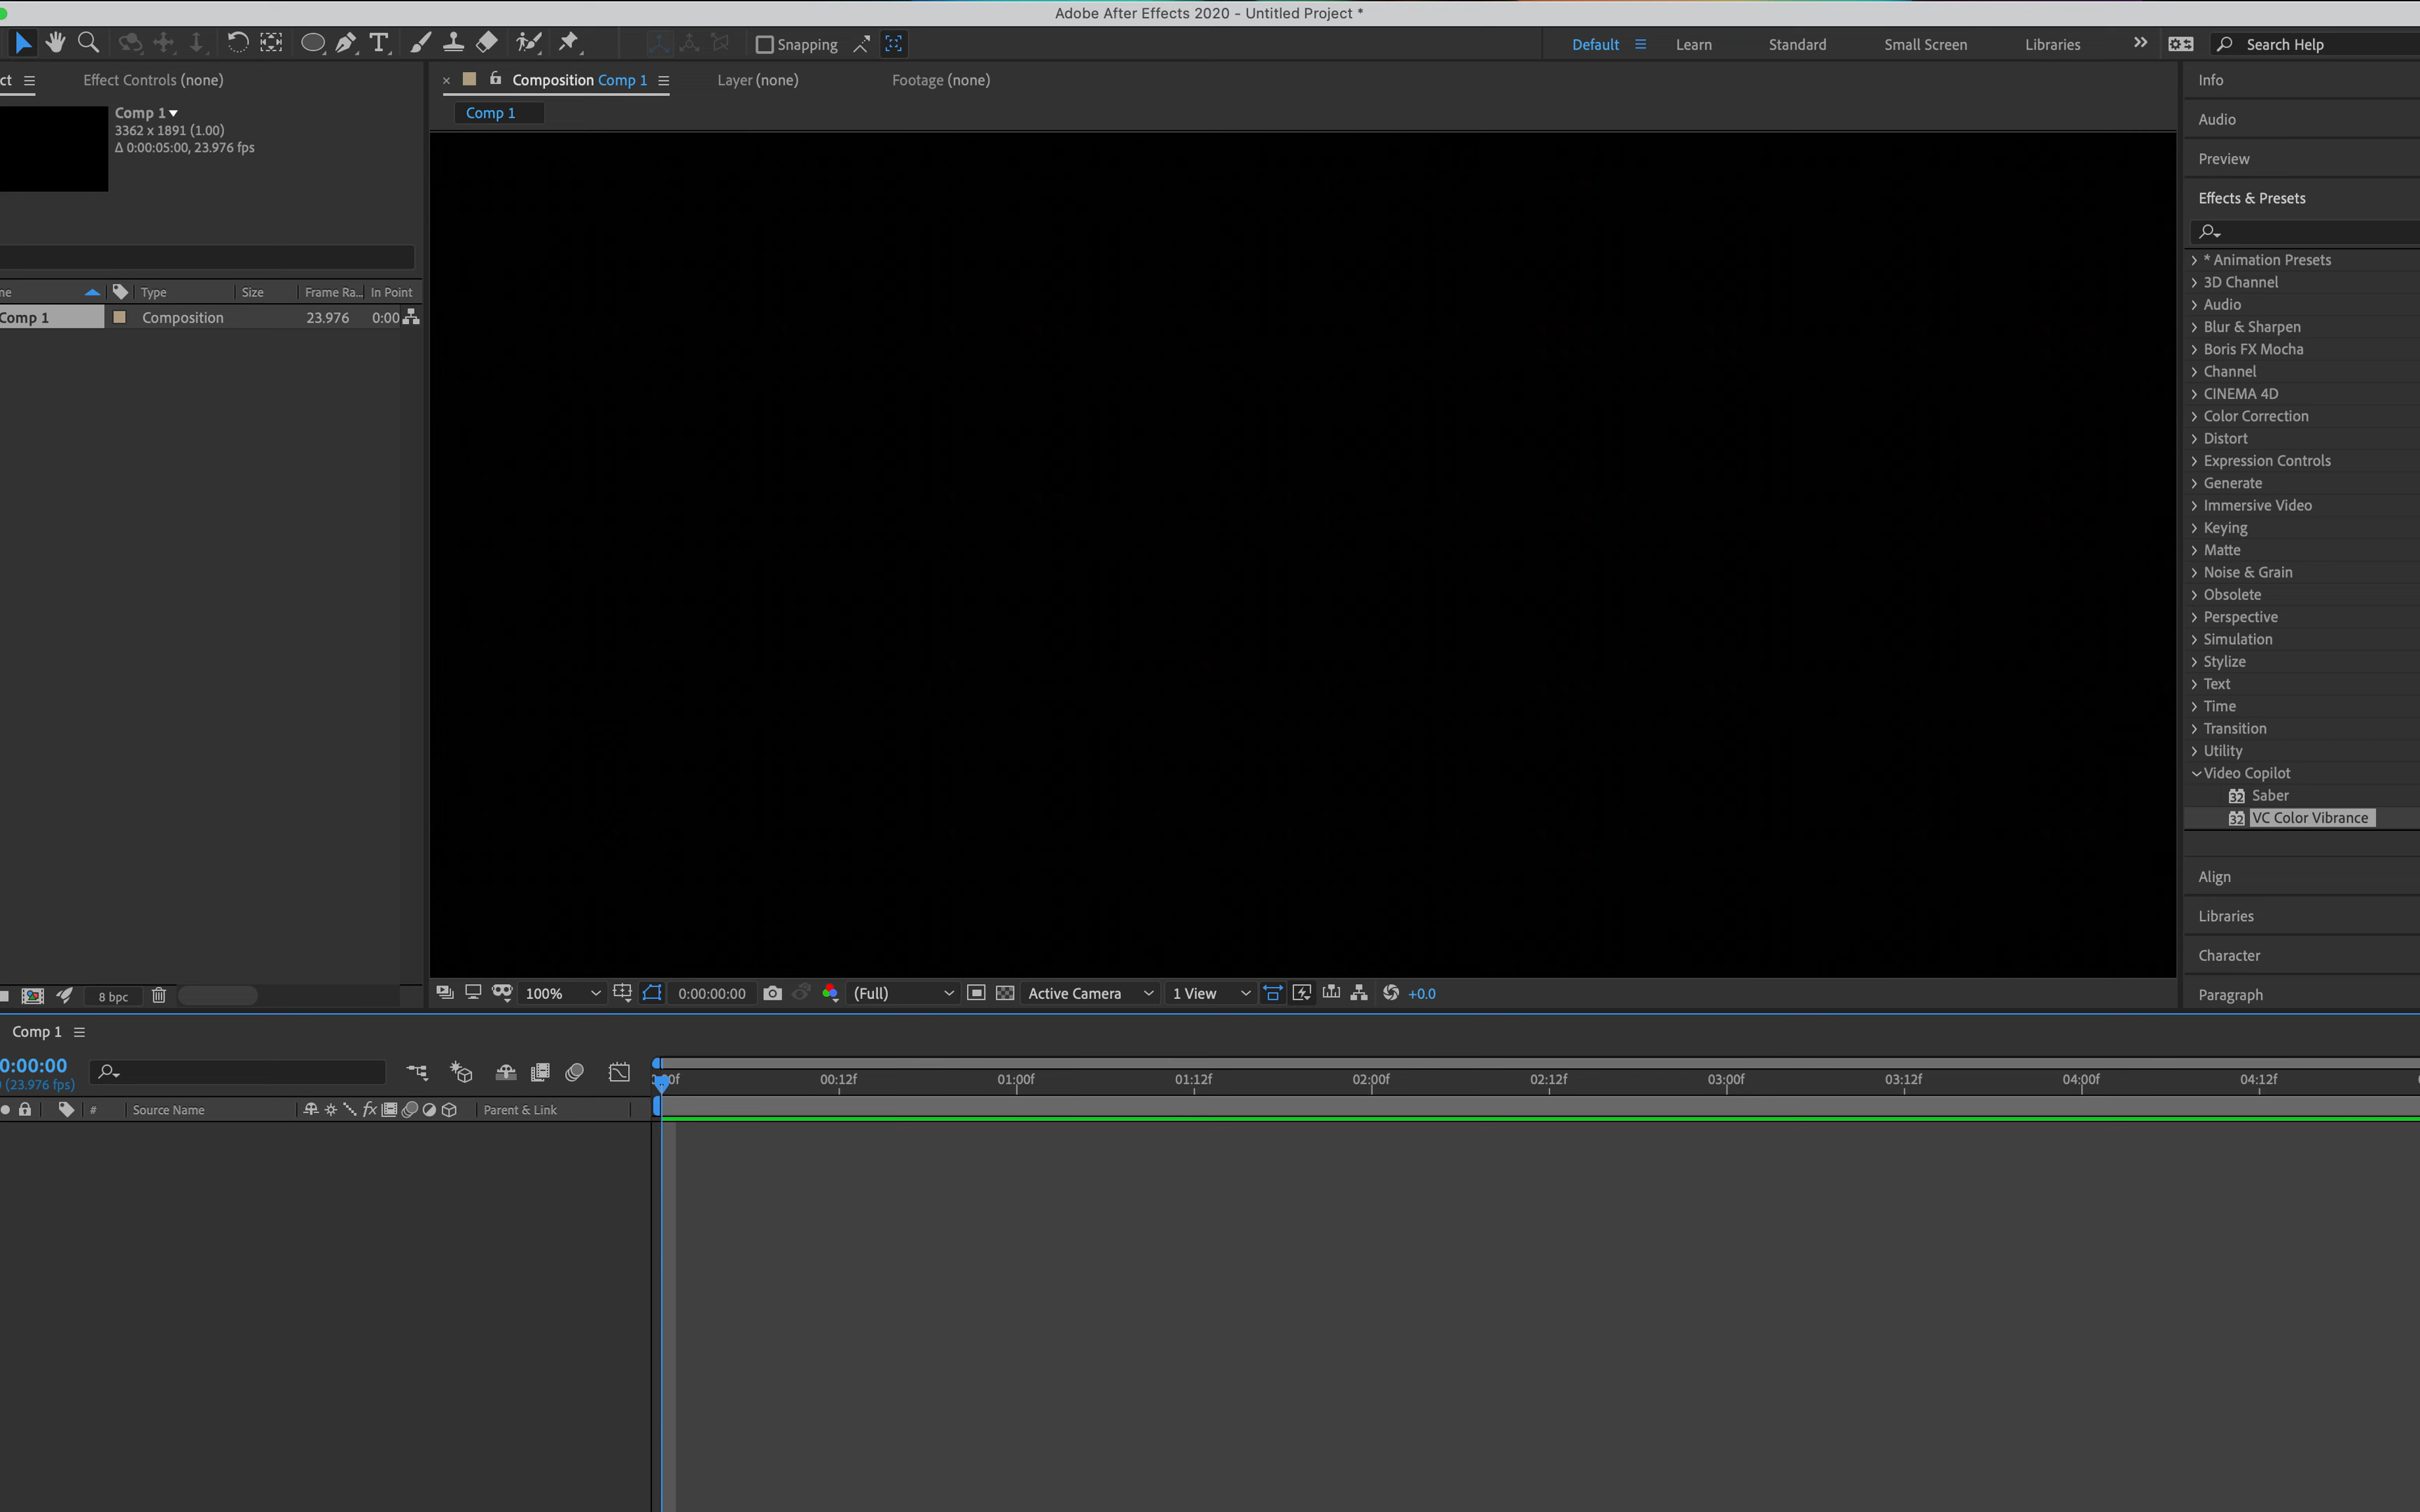 Adobe After Effects 2020 - Untitled Project *
Snapping
Default
Learn
Standard
Small Screen
Libraries
Search Help
ct
Effect Controls (none)
Composition Comp 1
Layer (none)
Footage (none)
Comp 1
Comp 1
3362 x 1891 (1.00)
Δ 0:00:05:00, 23.976 fps
ne
Type
Size
Frame Ra...
In Point
Comp 1
Composition
23.976
0:00
8 bpc
100%
0:00:00:00
(Full)
Active Camera
1 View
+0.0
Info
Audio
Preview
Effects & Presets
* Animation Presets
3D Channel
Audio
Blur & Sharpen
Boris FX Mocha
Channel
CINEMA 4D
Color Correction
Distort
Expression Controls
Generate
Immersive Video
Keying
Matte
Noise & Grain
Obsolete
Perspective
Simulation
Stylize
Text
Time
Transition
Utility
Video Copilot
32 Saber
32 VC Color Vibrance
Align
Libraries
Character
Paragraph
Comp 1
0:00:00
(23.976 fps)
# Source Name
fx
Parent & Link
00:12f 01:00f 01:12f 02:00f 02:12f 03:00f 03:12f 04:00f 04:12f